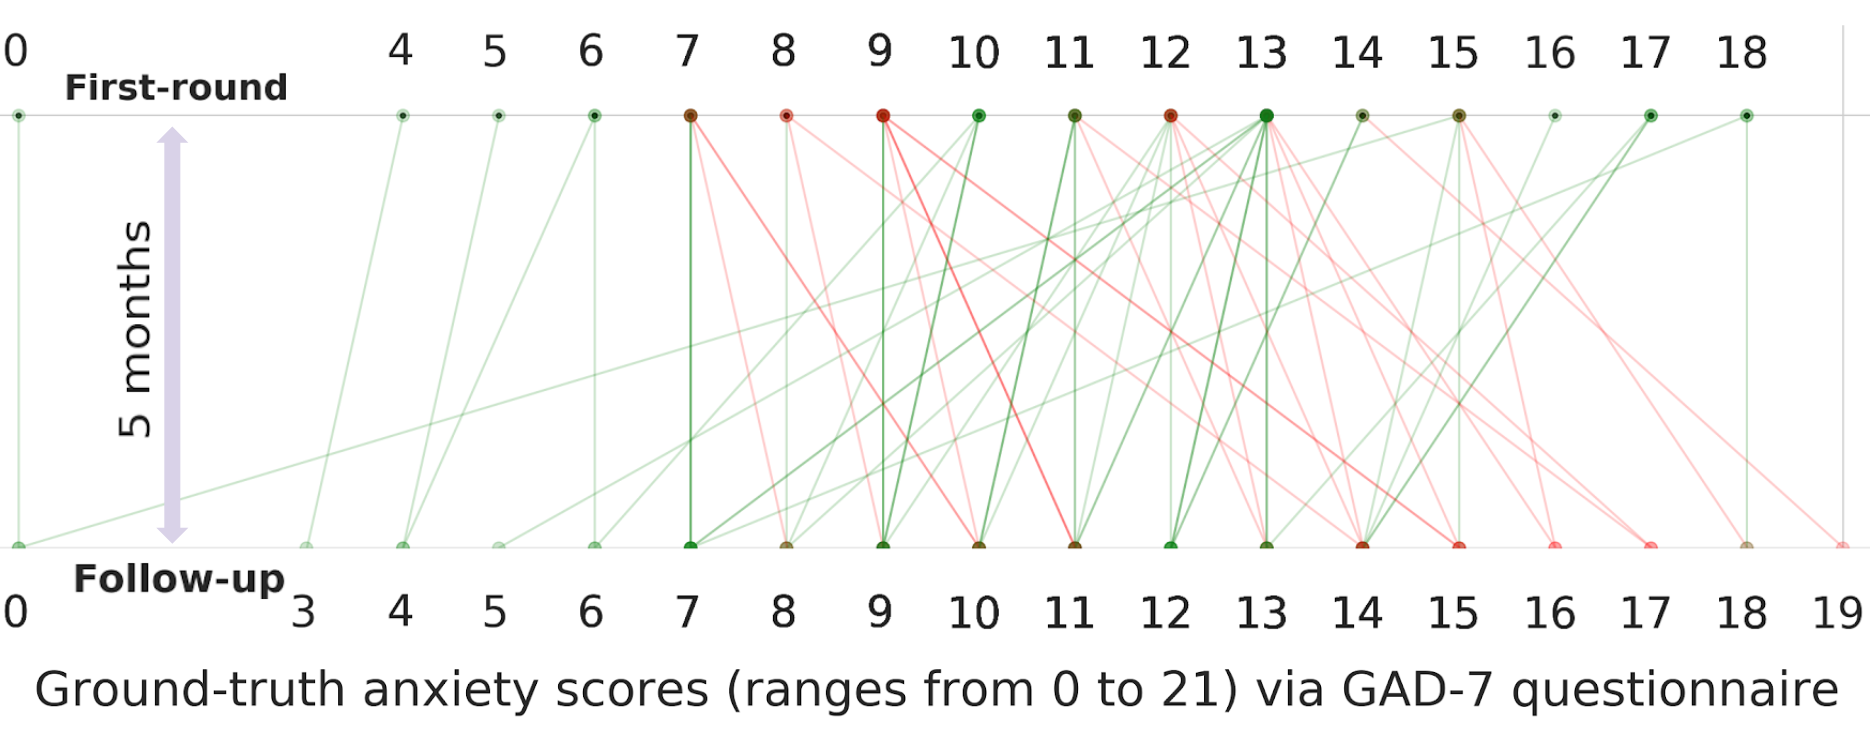 0 4 5 6 7 8 9 10 11 12 13 14 15 16 17 18
First-round
5 months
Follow-up
0 3 4 5 6 7 8 9 10 11 12 13 14 15 16 17 18 19
Ground-truth anxiety scores (ranges from 0 to 21) via GAD-7 questionnaire